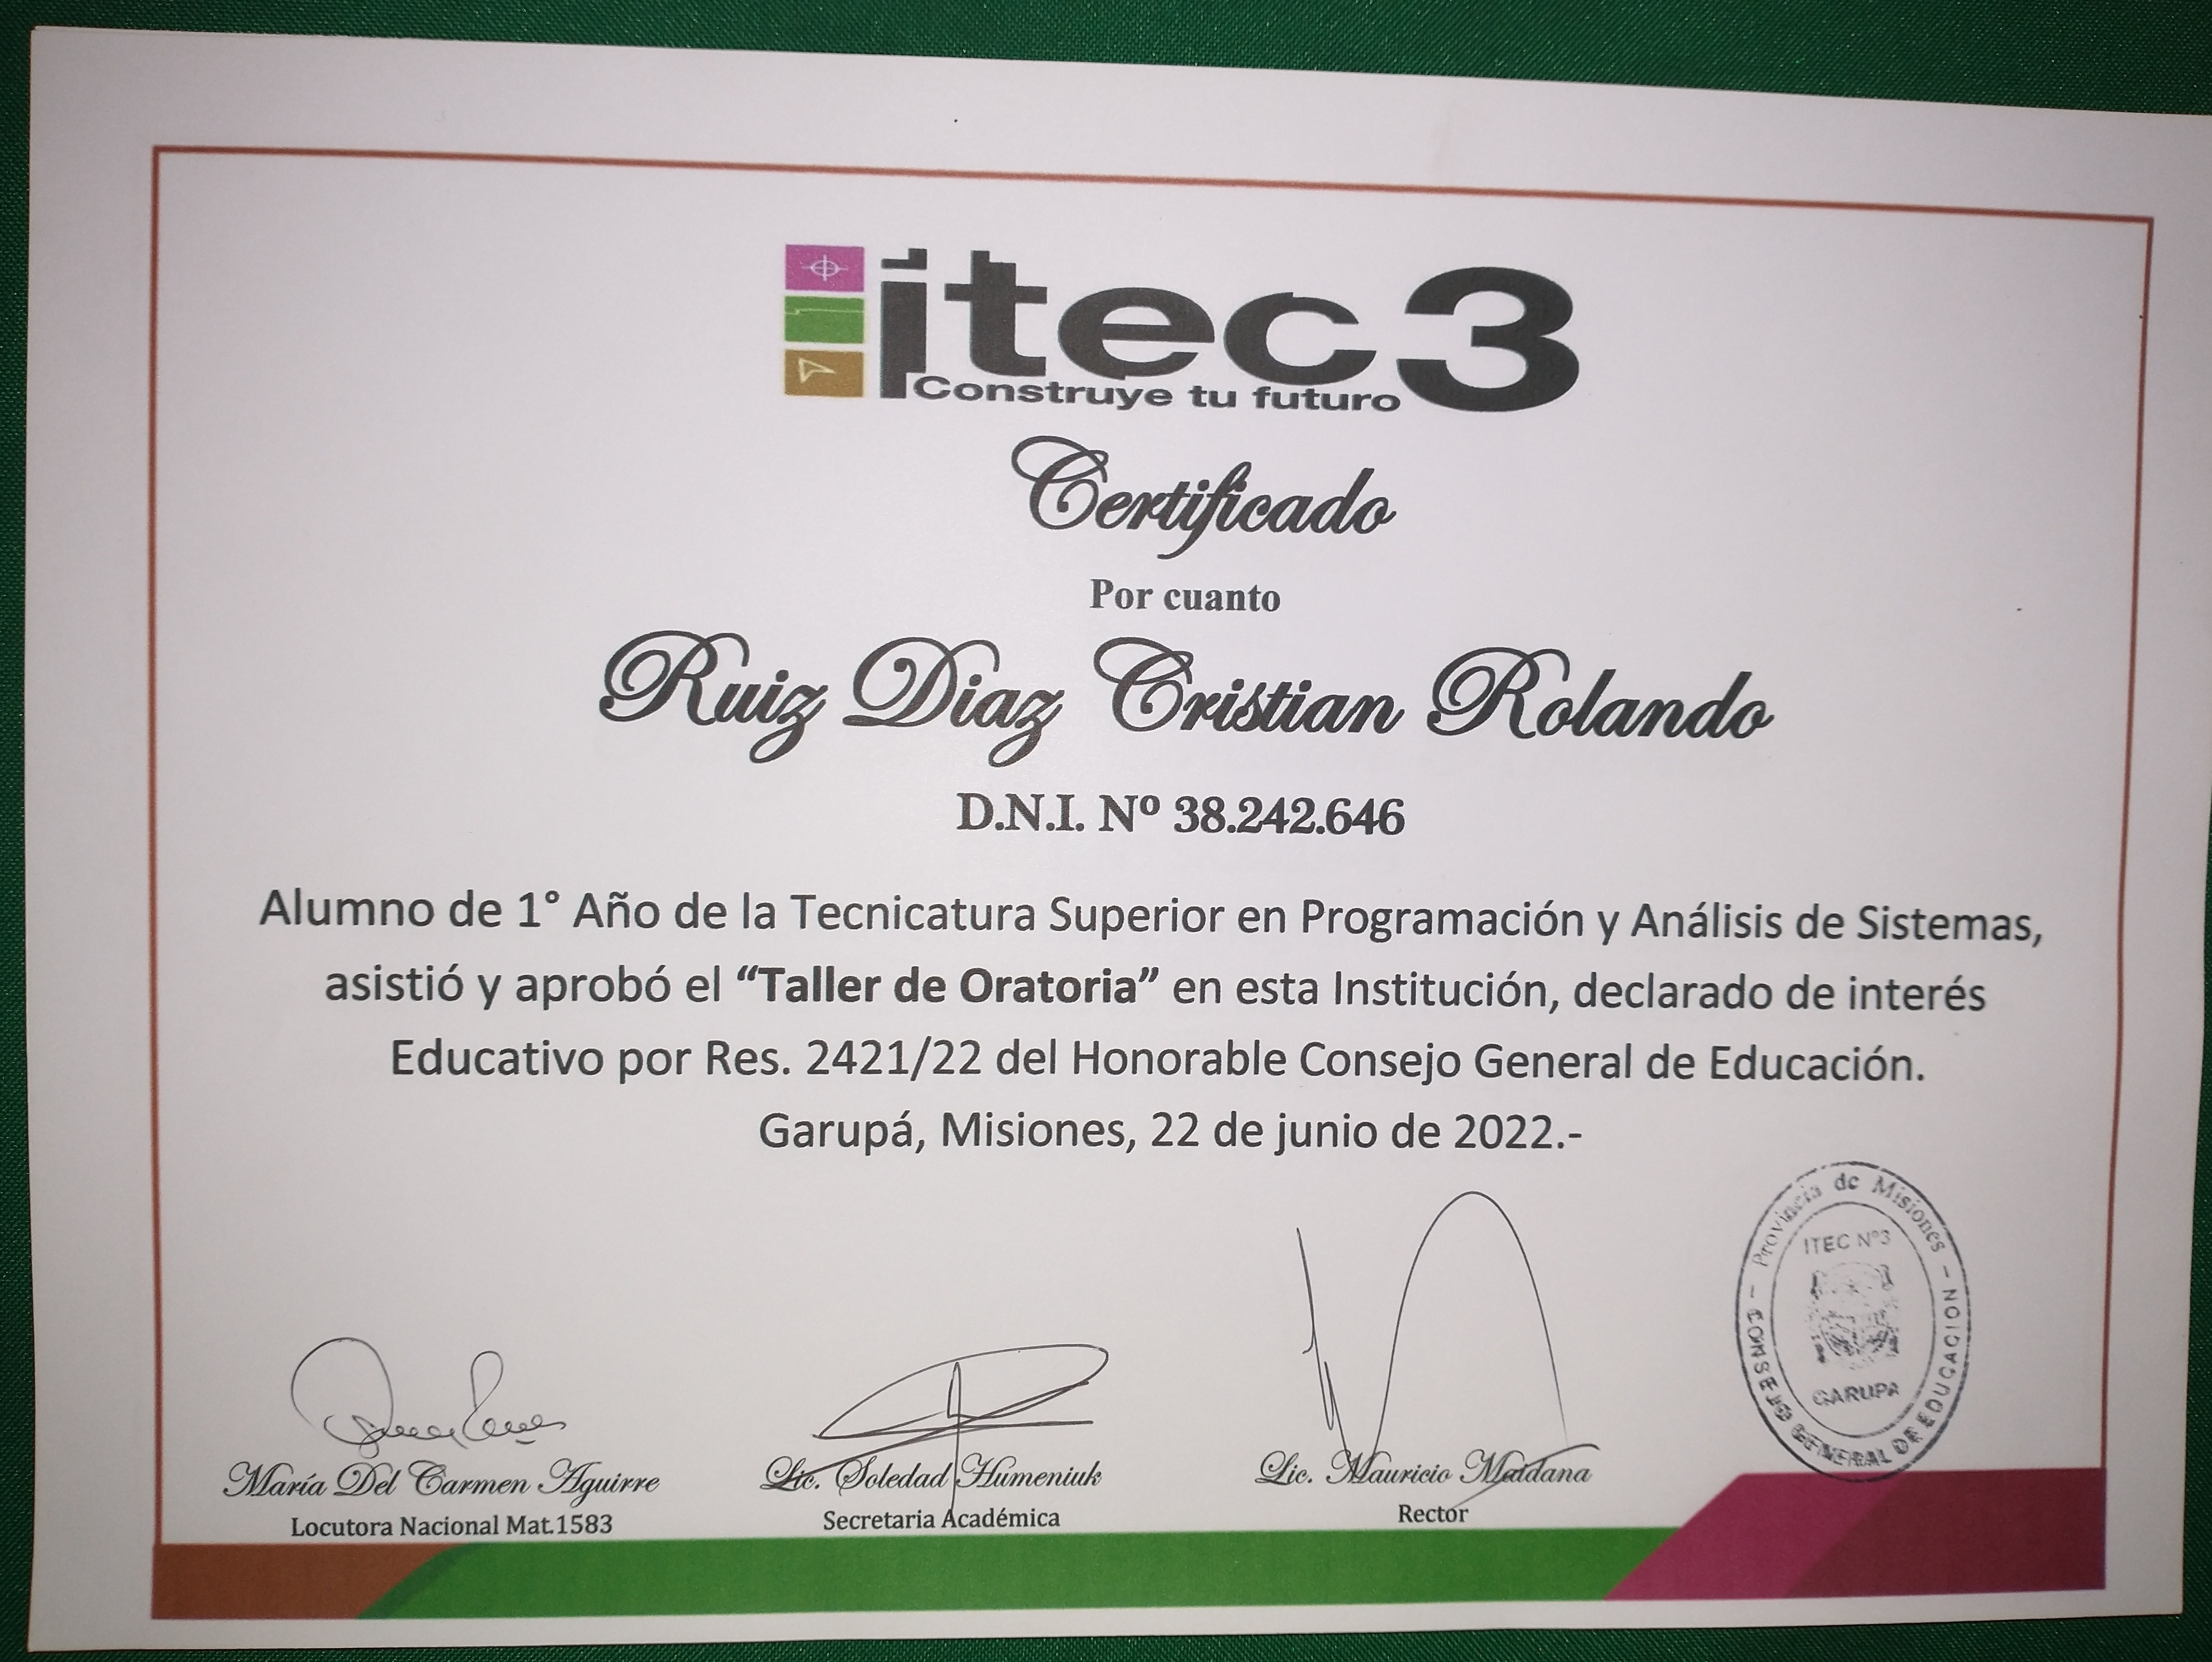 itec3
Construye tu futuro
Certificado
Por cuanto
Ruiz Diaz Cristian Rolando
D.N.I. Nº 38.242.646
Alumno de 1° Año de la Tecnicatura Superior en Programación y Análisis de Sistemas,
asistió y aprobó el “Taller de Oratoria” en esta Institución, declarado de interés
Educativo por Res. 2421/22 del Honorable Consejo General de Educación.
Garupá, Misiones, 22 de junio de 2022.-
María Del Carmen Aguirre
Locutora Nacional Mat.1583
Lic. Soledad Humeniuk
Secretaria Académica
Lic. Mauricio Maidana
Rector
Provincia de Misiones
ITEC Nº3
GARUPA
CONSEJO GENERAL DE EDUCACION